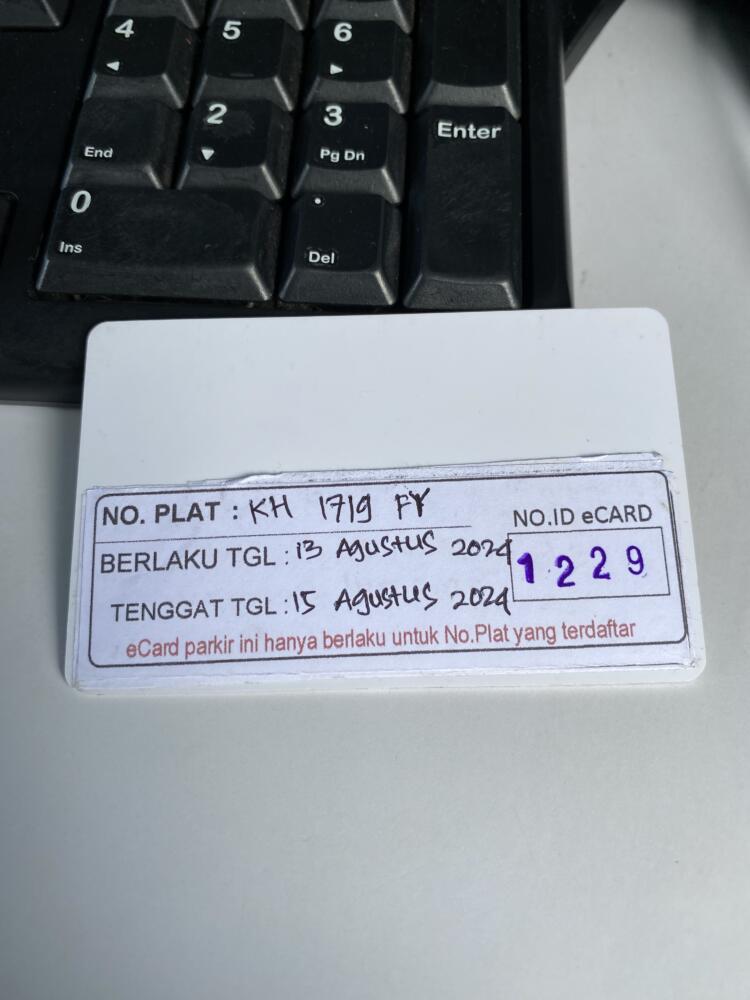 4 5 6
End 2 3 Pg Dn Enter
0 Ins . Del
NO. PLAT : KH 1719 FY
NO.ID eCARD
BERLAKU TGL : 13 Agustus 2024
1229
TENGGAT TGL : 15 Agustus 2024
eCard parkir ini hanya berlaku untuk No.Plat yang terdaftar